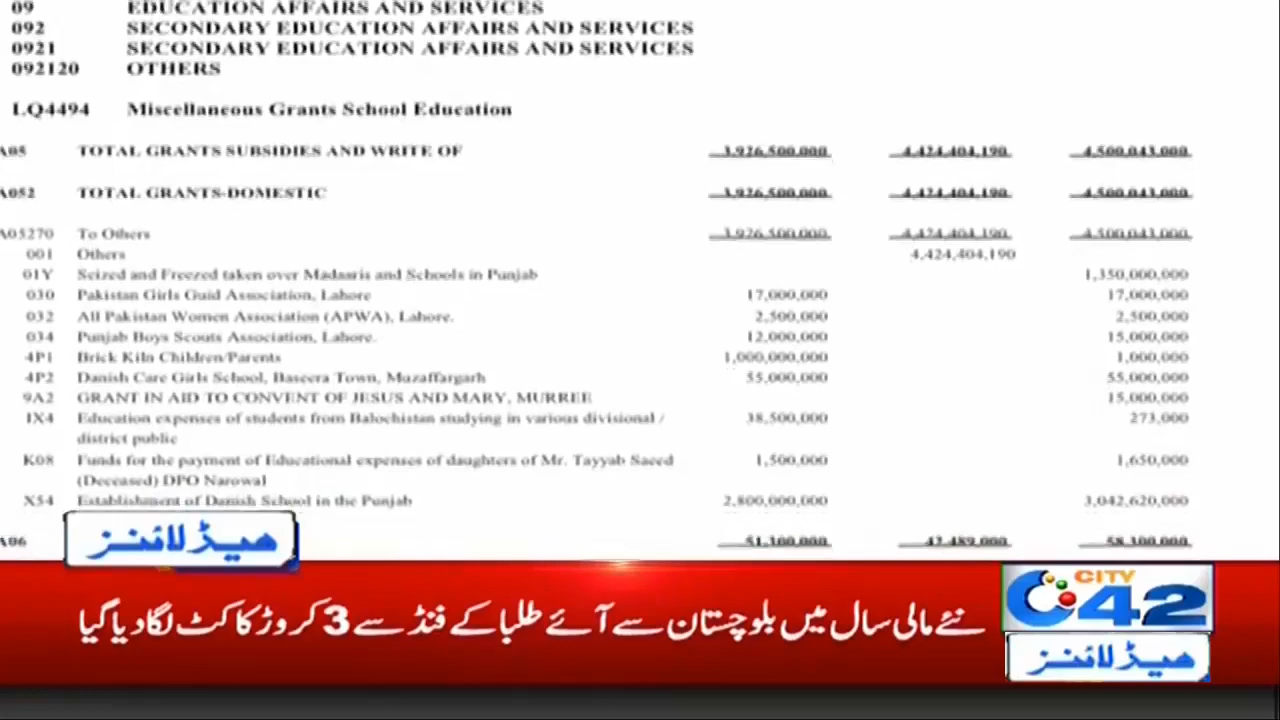 09 EDUCATION AFFAIRS AND SERVICES
092 SECONDARY EDUCATION AFFAIRS AND SERVICES
0921 SECONDARY EDUCATION AFFAIRS AND SERVICES
092120 OTHERS
LQ4494 Miscellaneous Grants School Education
A05 TOTAL GRANTS SUBSIDIES AND WRITE OF 3,926,500,000 4,424,404,190 4,500,043,000
A052 TOTAL GRANTS-DOMESTIC 3,926,500,000 4,424,404,190 4,500,043,000
A05270 To Others 3,926,500,000 4,424,404,190 4,500,043,000
001 Others 4,424,404,190
01Y Seized and Freezed taken over Madaaris and Schools in Punjab 1,350,000,000
030 Pakistan Girls Guid Association, Lahore 17,000,000 17,000,000
032 All Pakistan Women Association (APWA), Lahore. 2,500,000 2,500,000
034 Punjab Boys Scouts Association, Lahore. 12,000,000 15,000,000
4P1 Brick Kiln Children/Parents 1,000,000,000 1,000,000
4P2 Danish Care Girls School, Baseera Town, Muzaffargarh 55,000,000 55,000,000
9A2 GRANT IN AID TO CONVENT OF JESUS AND MARY, MURREE 15,000,000
IX4 Education expenses of students from Balochistan studying in various divisional / 38,500,000 273,000
district public
K08 Funds for the payment of Educational expenses of daughters of Mr. Tayyab Saeed 1,500,000 1,650,000
(Deceased) DPO Narowal
X54 Establishment of Danish School in the Punjab 2,800,000,000 3,042,620,000
A06 51,300,000 42,489,000 58,300,000
ہیڈلائنز
نئے مالی سال میں بلوچستان سے آئے طلبا کے فنڈ سے 3 کروڑ کا کٹ لگا دیا گیا
CITY
42
ہیڈلائنز